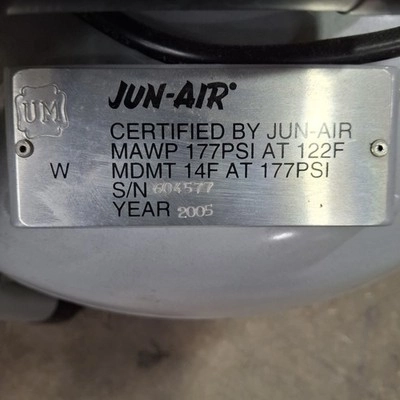 UM
JUN-AIR®
CERTIFIED BY JUN-AIR
MAWP 177PSI AT 122F
W MDMT 14F AT 177PSI
S/N 604577
YEAR 2005